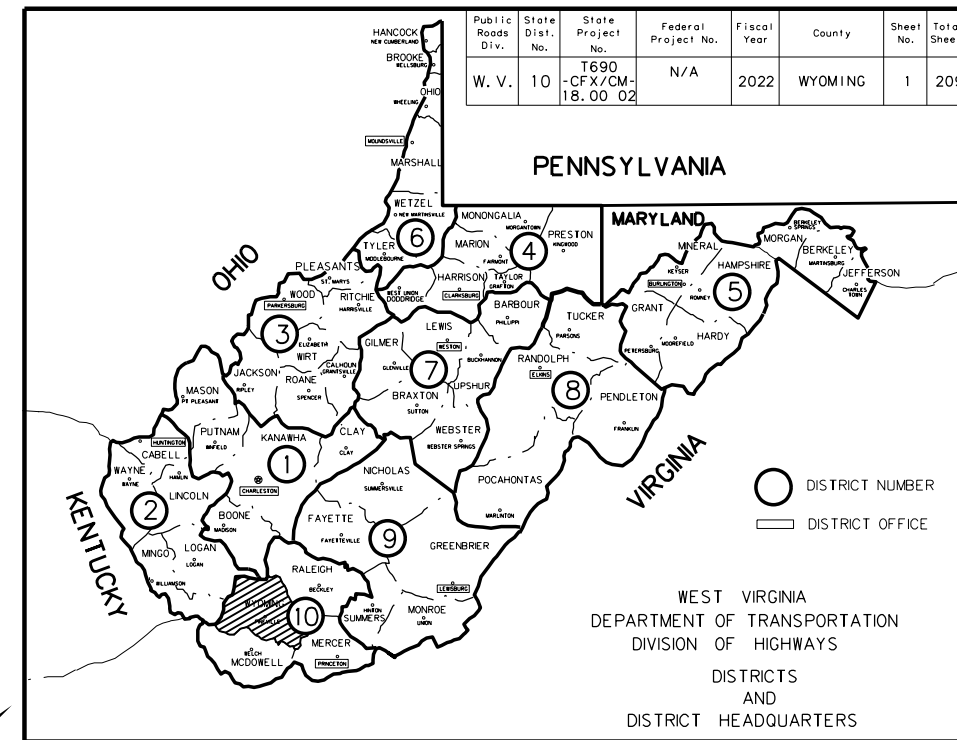 Public Roads Div.
State Dist. No.
State Project No.
Federal Project No.
Fiscal Year
County
Sheet No.
W. V.
10
T690 -CFX/CM- 18.00 02
N/A
2022
WYOMING
1
PENNSYLVANIA
MARYLAND
OHIO
KENTUCKY
VIRGINIA
HANCOCK
NEW CUMBERLAND
BROOKE
WELLSBURG
OHIO
WHEELING
MOUNDSVILLE
MARSHALL
WETZEL
NEW MARTINSVILLE
6
TYLER
MIDDLEBOURNE
MONONGALIA
MORGANTOWN
MARION
4
PRESTON
KINGWOOD
FAIRMONT
TAYLOR
GRAFTON
HARRISON
CLARKSBURG
WEST UNION
DODDRIDGE
PLEASANTS
ST. MARYS
WOOD
PARKERSBURG
RITCHIE
HARRISVILLE
3
ELIZABETH
WIRT
CALHOUN
GRANTSVILLE
JACKSON
RIPLEY
ROANE
SPENCER
BARBOUR
PHILIPPI
LEWIS
WESTON
GILMER
GLENVILLE
7
BUCKHANNON
UPSHUR
BRAXTON
SUTTON
WEBSTER
WEBSTER SPRINGS
TUCKER
PARSONS
RANDOLPH
ELKINS
8
PENDLETON
FRANKLIN
POCAHONTAS
MARLINTON
MINERAL
KEYSER
BURLINGTON
HAMPSHIRE
ROMNEY
5
GRANT
PETERSBURG
HARDY
MOOREFIELD
MORGAN
BERKELEY SPRINGS
BERKELEY
MARTINSBURG
JEFFERSON
CHARLES TOWN
MASON
PT PLEASANT
PUTNAM
WINFIELD
KANAWHA
1
CHARLESTON
CLAY
CLAY
BOONE
MADISON
HUNTINGTON
CABELL
WAYNE
WAYNE
HAMLIN
2
LINCOLN
MINGO
LOGAN
LOGAN
WILLIAMSON
NICHOLAS
SUMMERSVILLE
FAYETTE
FAYETTEVILLE
9
GREENBRIER
LEWISBURG
MONROE
UNION
HINTON
SUMMERS
RALEIGH
BECKLEY
WYOMING
PINEVILLE
10
MERCER
PRINCETON
WELCH
MCDOWELL
DISTRICT NUMBER
DISTRICT OFFICE
WEST VIRGINIA
DEPARTMENT OF TRANSPORTATION
DIVISION OF HIGHWAYS
DISTRICTS
AND
DISTRICT HEADQUARTERS